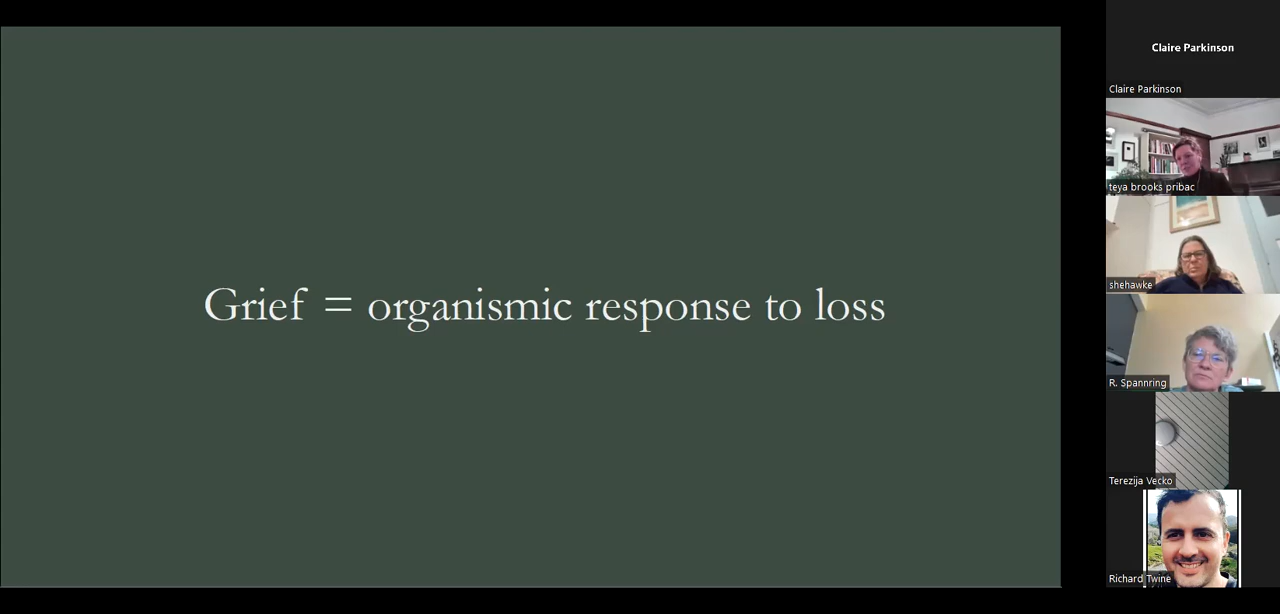 Grief = organismic response to loss
Claire Parkinson
Claire Parkinson
teya brooks pribac
shehawke
R. Spannring
Terezija Vecko
Richard Twine